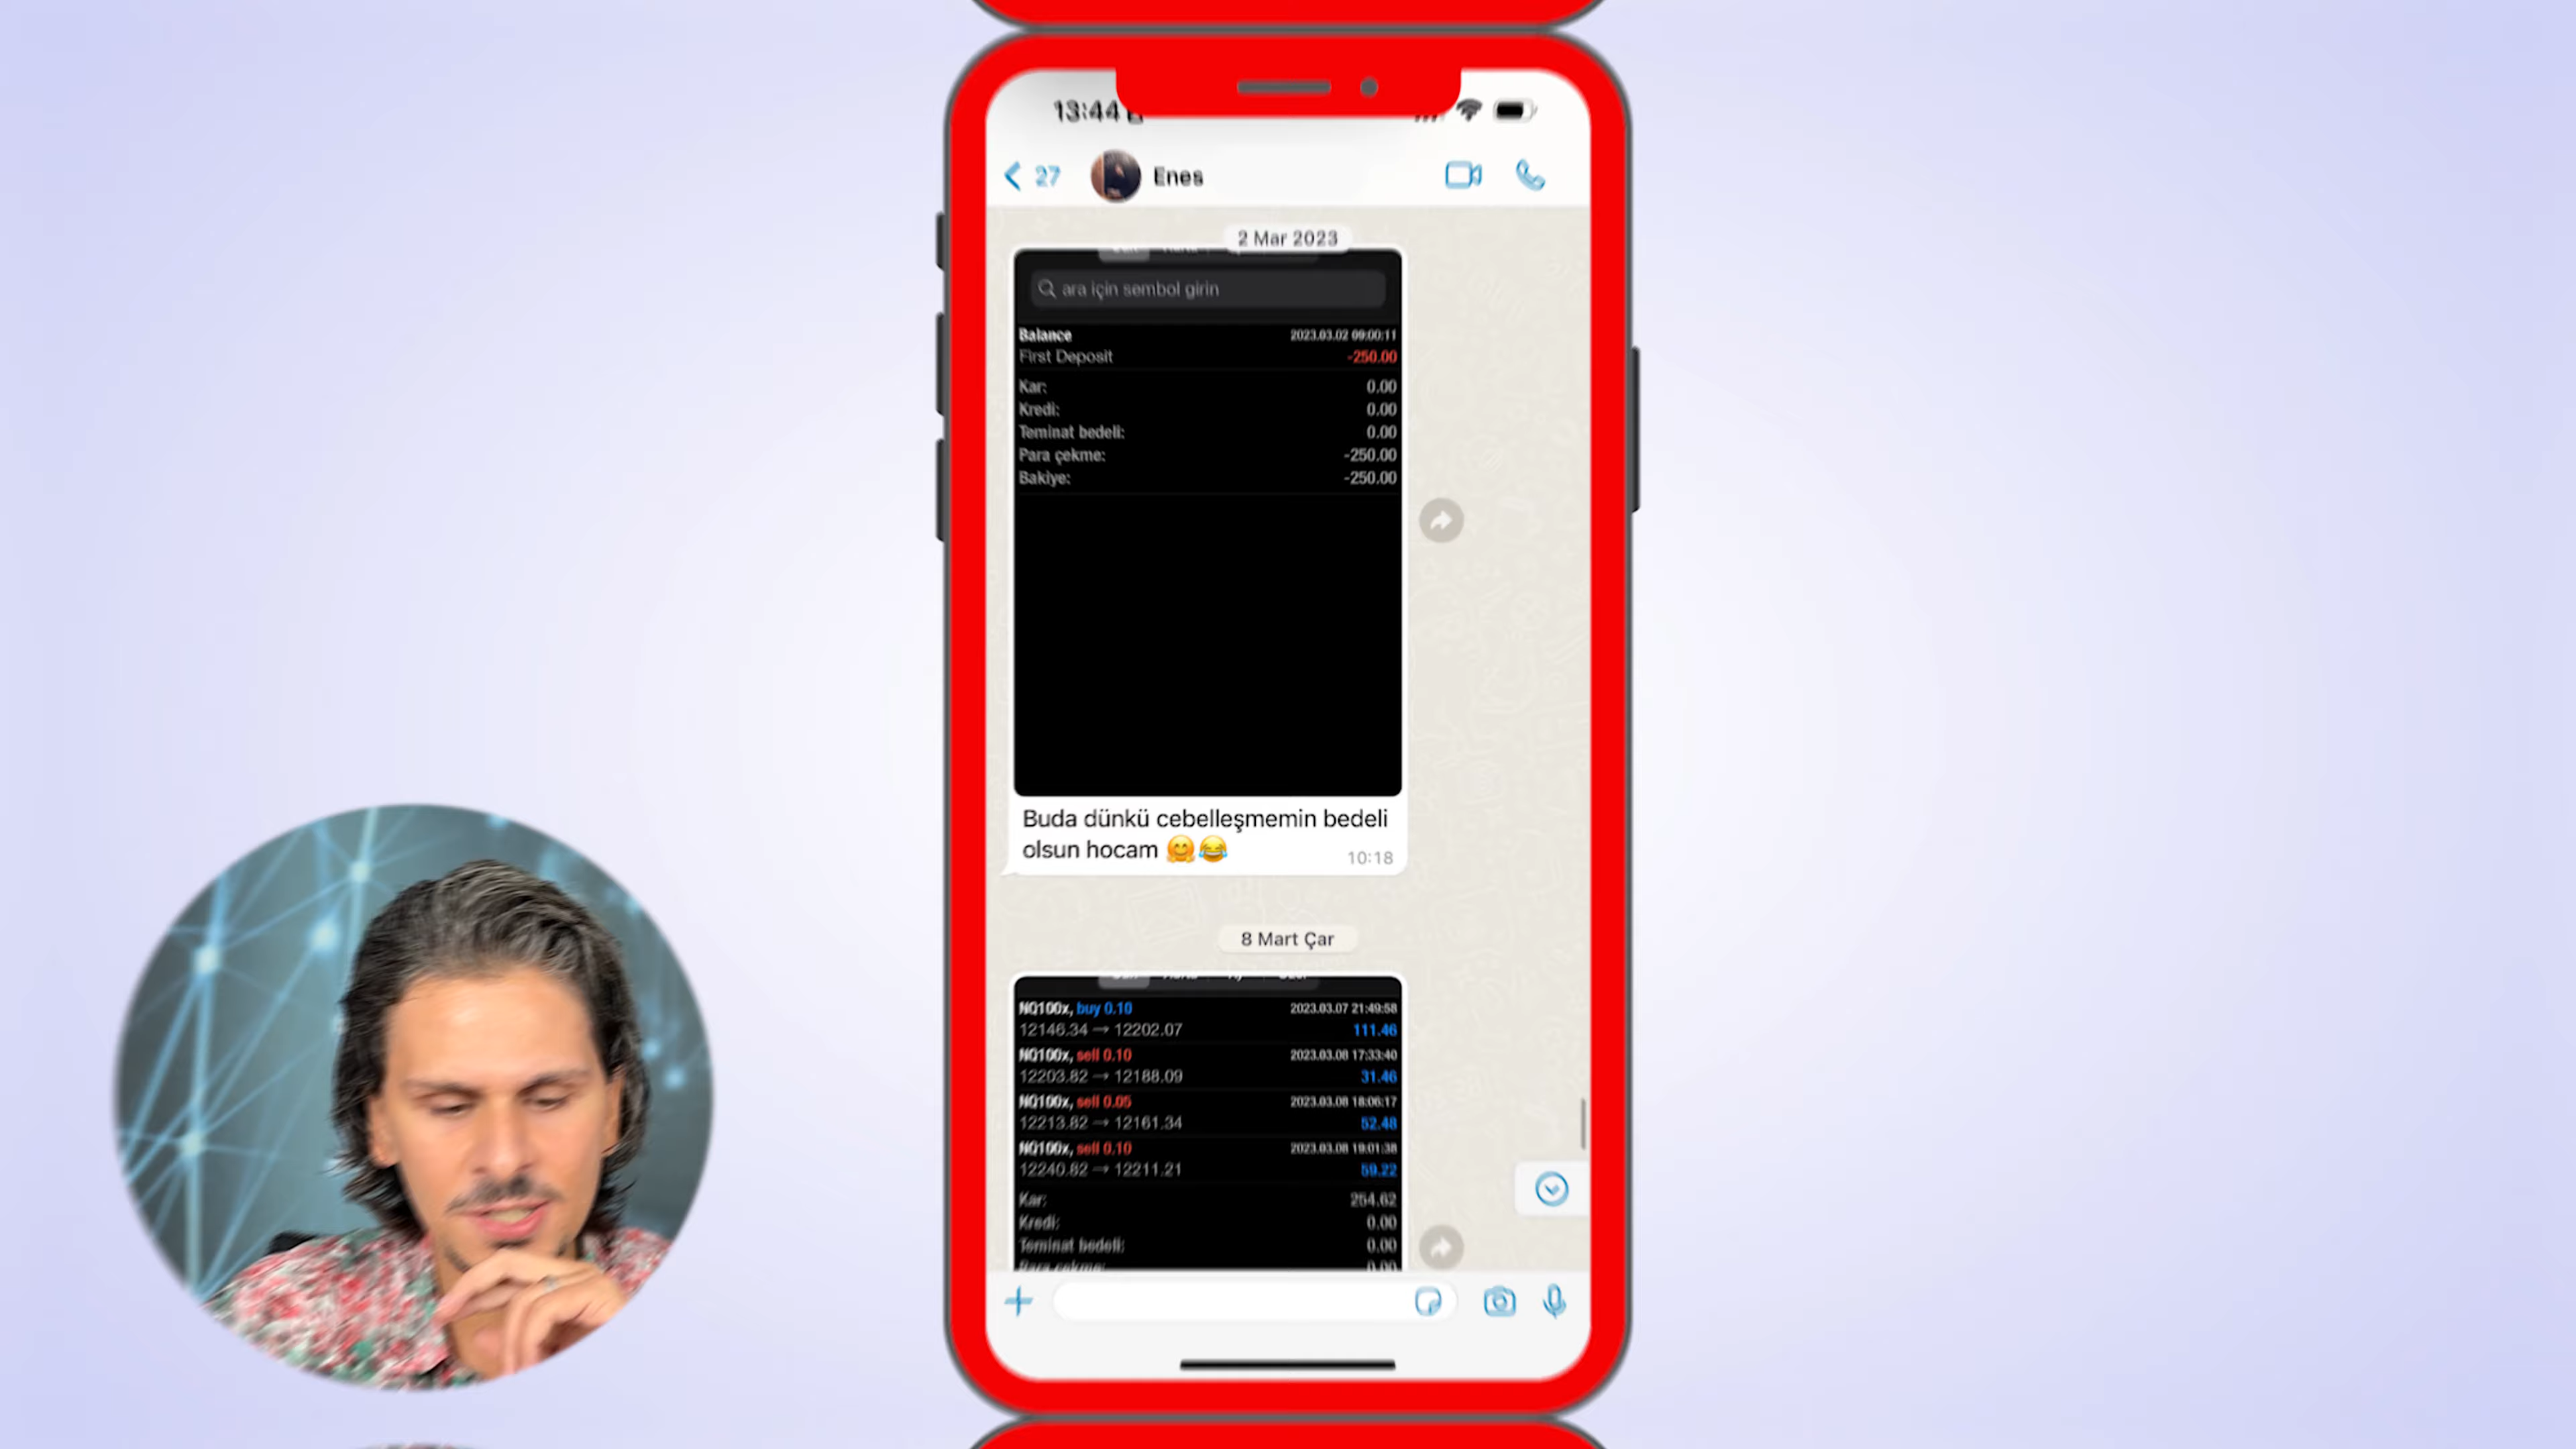 13:44
27
Enes
2 Mar 2023
ara için sembol girin
Balance 2023.03.02 09:00:11
First Deposit -250.00
Kar: 0.00
Kredi: 0.00
Teminat bedeli: 0.00
Para çekme: -250.00
Bakiye: -250.00
Buda dünkü cebelleşmemin bedeli
olsun hocam 🤗😂
10:18
8 Mart Çar
NQ100x, buy 0.10 2023.03.07 21:49:58
12146.34 → 12202.07 111.46
NQ100x, sell 0.10 2023.03.08 17:33:40
12203.82 → 12188.09 31.46
NQ100x, sell 0.05 2023.03.08 18:06:17
12213.82 → 12161.34 52.48
NQ100x, sell 0.10 2023.03.08 19:01:38
12240.82 → 12211.21 59.22
Kar: 254.62
Kredi: 0.00
Teminat bedeli: 0.00
Para çekme: 0.00